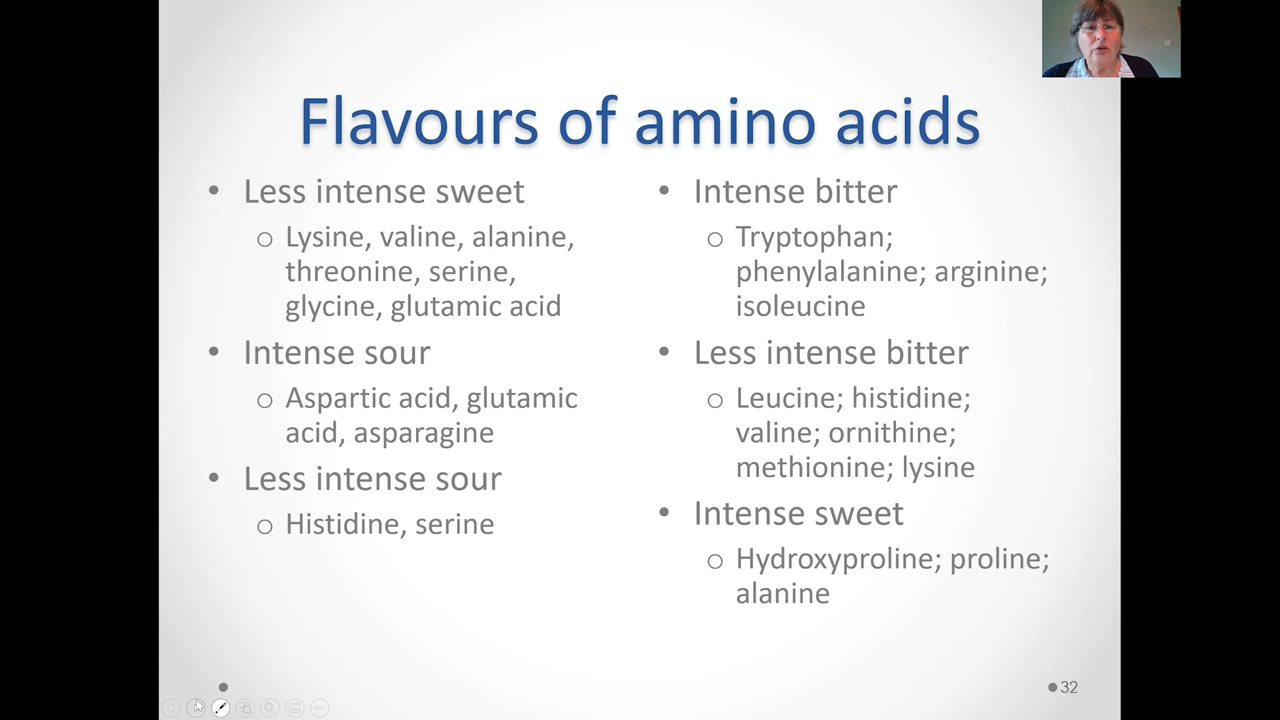 Flavours of amino acids
• Less intense sweet
o Lysine, valine, alanine,
threonine, serine,
glycine, glutamic acid
• Intense sour
o Aspartic acid, glutamic
acid, asparagine
• Less intense sour
o Histidine, serine
• Intense bitter
o Tryptophan;
phenylalanine; arginine;
isoleucine
• Less intense bitter
o Leucine; histidine;
valine; ornithine;
methionine; lysine
• Intense sweet
o Hydroxyproline; proline;
alanine
32